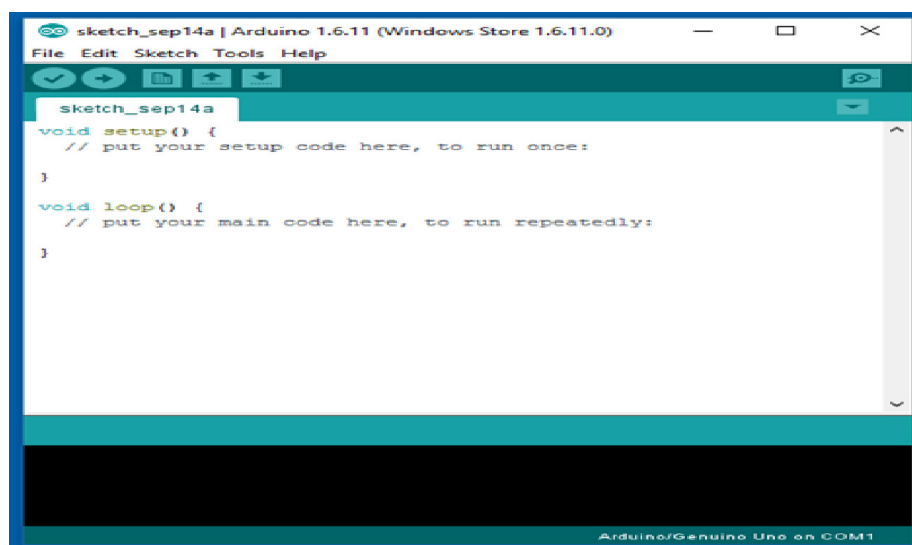 sketch_sep14a | Arduino 1.6.11 (Windows Store 1.6.11.0)
File Edit Sketch Tools Help
sketch_sep14a
void setup() {
// put your setup code here, to run once:
}
void loop() {
// put your main code here, to run repeatedly:
}
Arduino/Genuino Uno on COM1